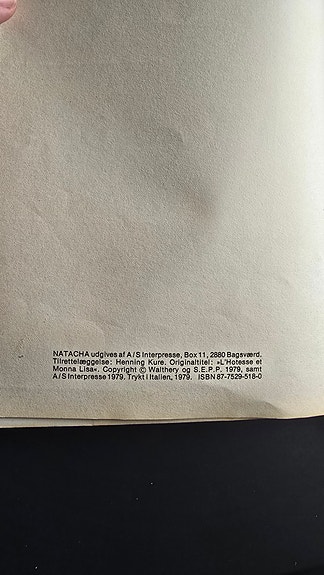 NATACHA udgives af A/S Interpresse, Box 11, 2880 Bagsværd.
Tilrettelæggelse: Henning Kure. Originaltitel: »L'Hotesse et
Monna Lisa«. Copyright © Walthery og S.E.P.P. 1979, samt
A/S Interpresse 1979. Trykt i Italien, 1979. ISBN 87-7529-518-0